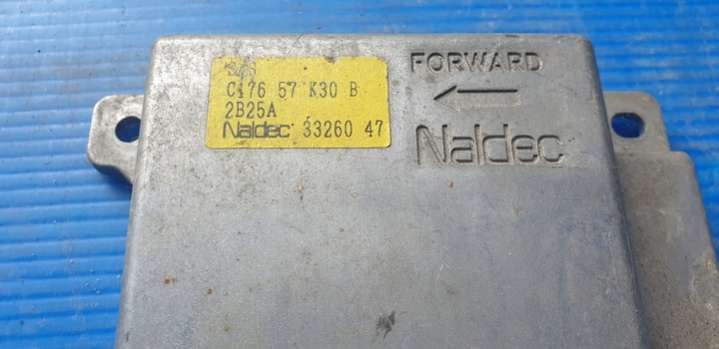 C176 57 K30 B
2B25A
Naldec 33260 47
FORWARD
Naldec